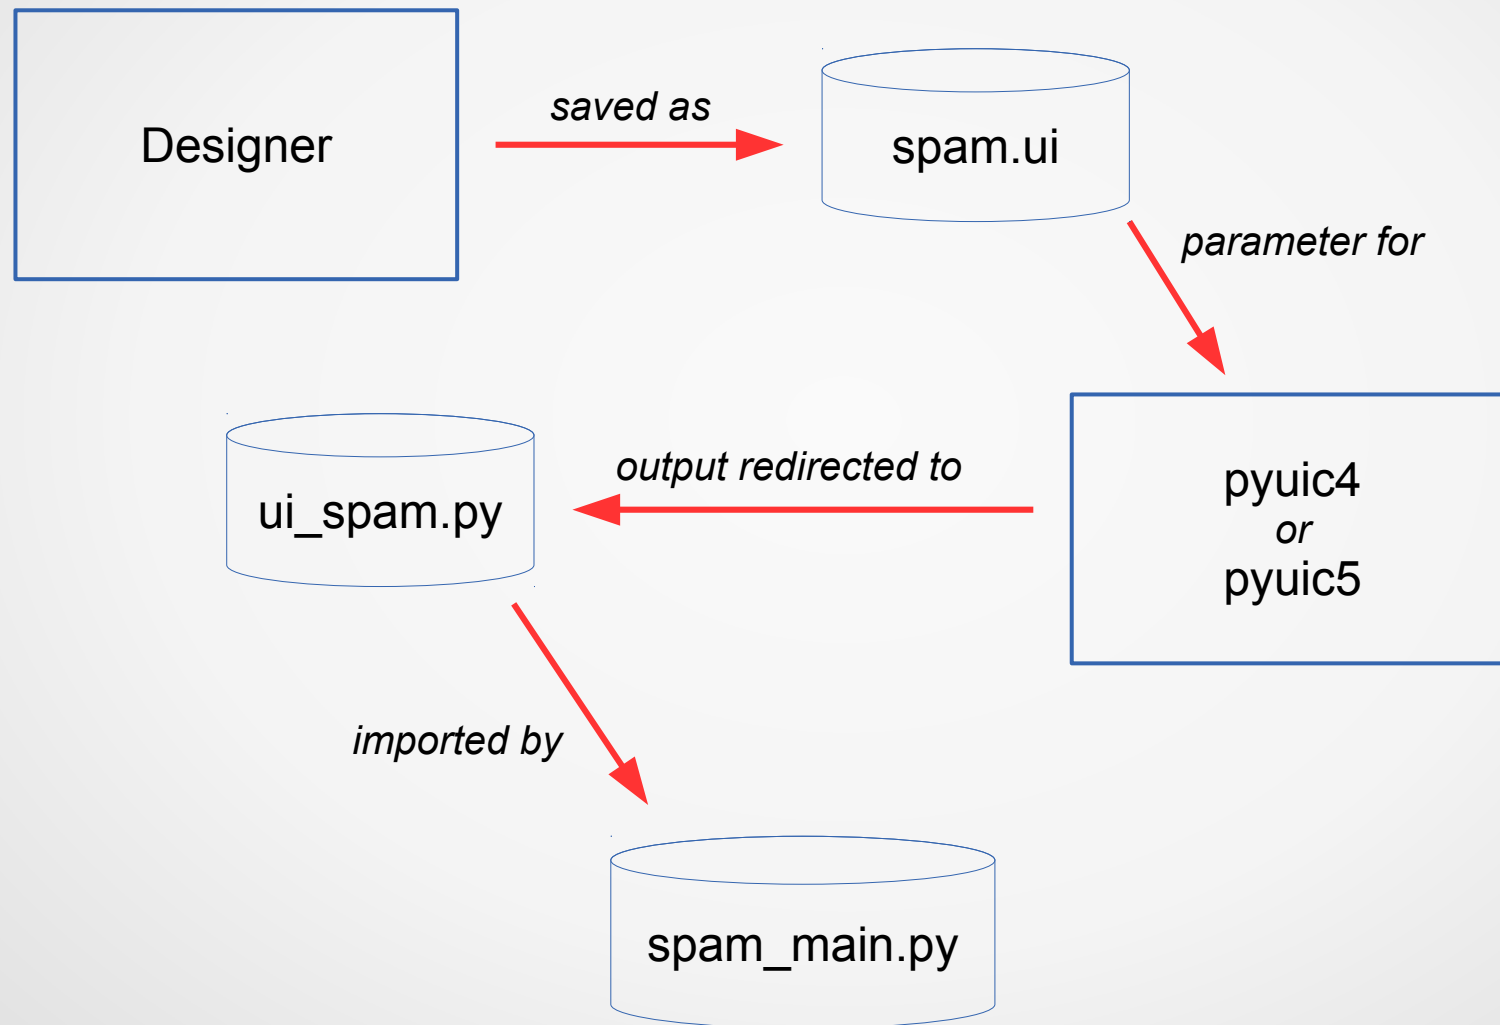 Designer
saved as
spam.ui
parameter for
pyuic4
or
pyuic5
output redirected to
ui_spam.py
imported by
spam_main.py